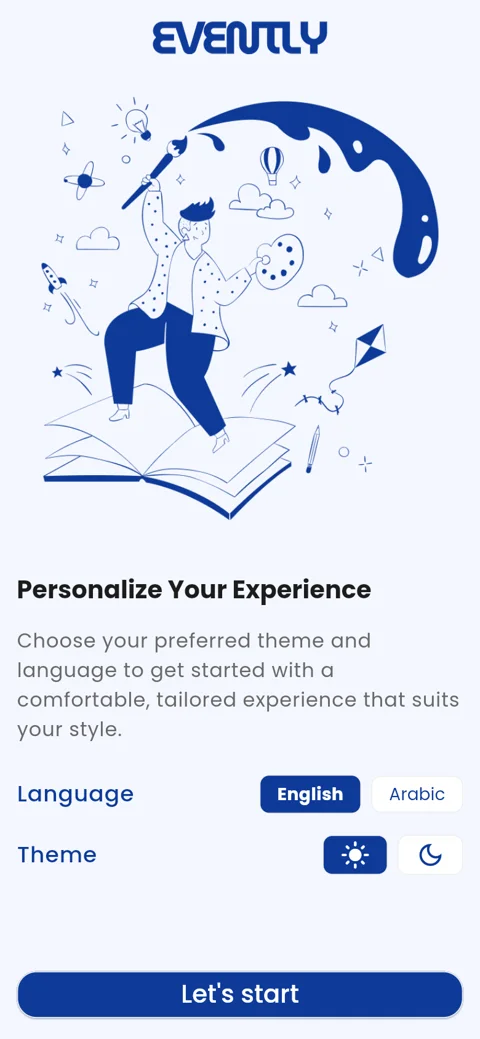 EVENTLY
Personalize Your Experience
Choose your preferred theme and
language to get started with a
comfortable, tailored experience that suits
your style.
Language
English
Arabic
Theme
Let's start